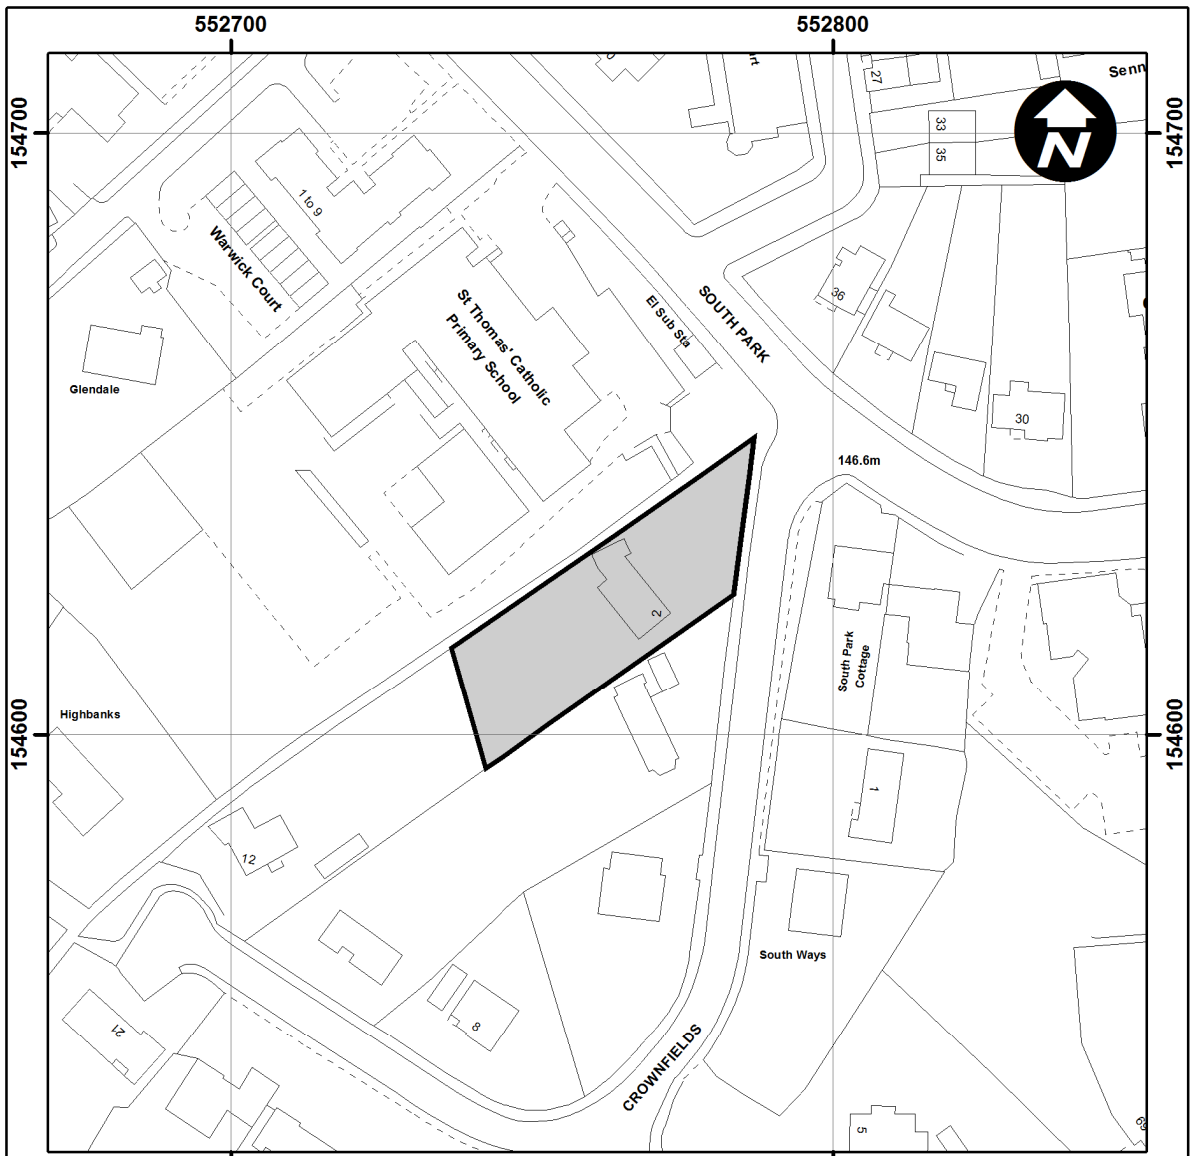 552700
552800
154700
154700
Senn
27
33
35
1 to 9
Warwick Court
St Thomas' Catholic
Primary School
El Sub Sta
SOUTH PARK
36
N
Glendale
30
146.6m
2
South Park
Cottage
Highbanks
154600
154600
1
12
South Ways
8
21
CROWNFIELDS
5
69